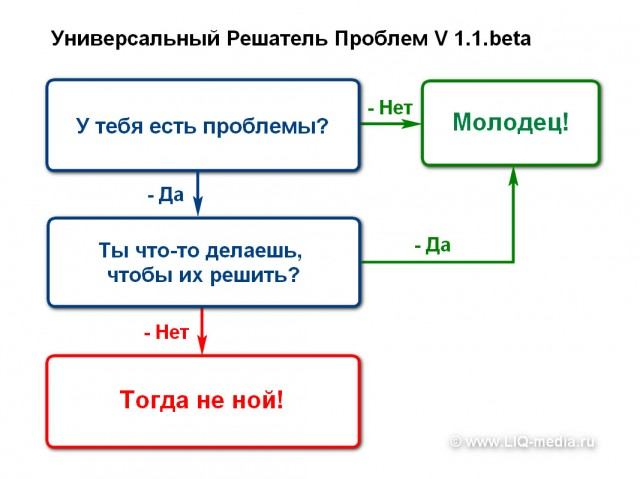 Универсальный Решатель Проблем V 1.1.beta
У тебя есть проблемы?
- Нет
Молодец!
- Да
Ты что-то делаешь,
чтобы их решить?
- Да
- Нет
Тогда не ной!
© www.LIQ-media.ru